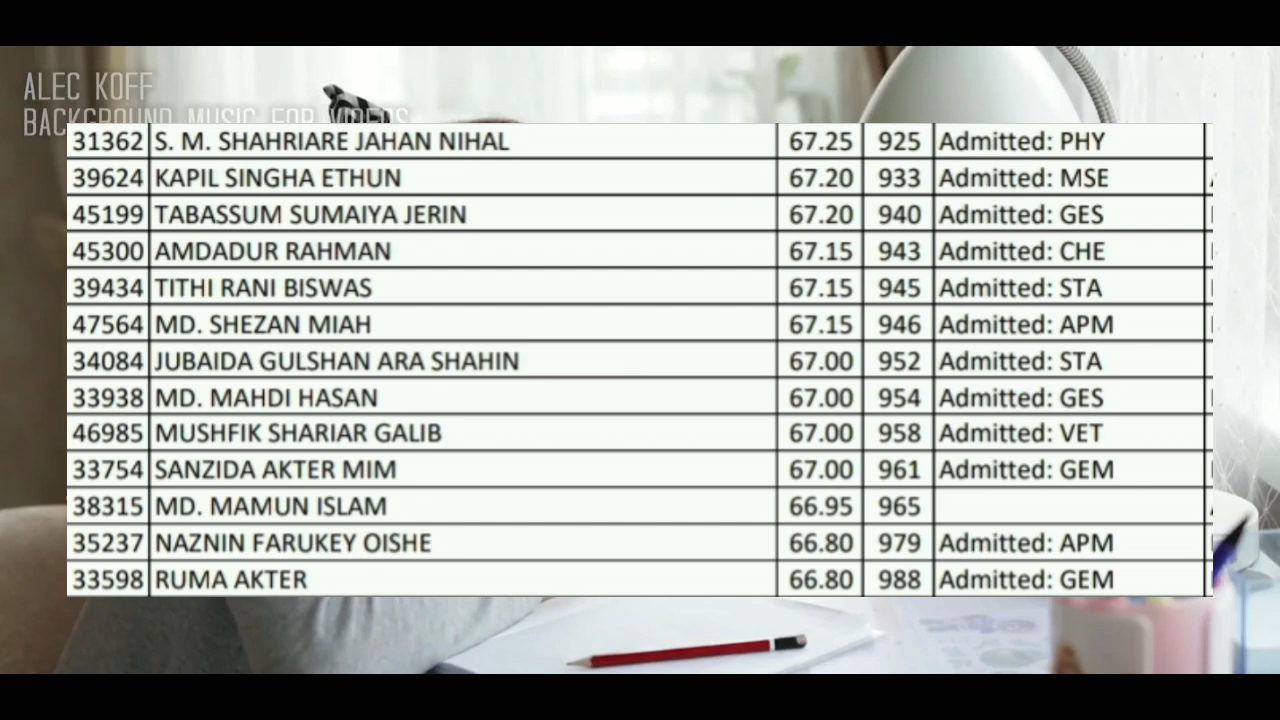 ALEC KOFF
BACKGROUND MUSIC FOR VIDEOS
31362 S. M. SHAHRIARE JAHAN NIHAL 67.25 925 Admitted: PHY
39624 KAPIL SINGHA ETHUN 67.20 933 Admitted: MSE
45199 TABASSUM SUMAIYA JERIN 67.20 940 Admitted: GES
45300 AMDADUR RAHMAN 67.15 943 Admitted: CHE
39434 TITHI RANI BISWAS 67.15 945 Admitted: STA
47564 MD. SHEZAN MIAH 67.15 946 Admitted: APM
34084 JUBAIDA GULSHAN ARA SHAHIN 67.00 952 Admitted: STA
33938 MD. MAHDI HASAN 67.00 954 Admitted: GES
46985 MUSHFIK SHARIAR GALIB 67.00 958 Admitted: VET
33754 SANZIDA AKTER MIM 67.00 961 Admitted: GEM
38315 MD. MAMUN ISLAM 66.95 965
35237 NAZNIN FARUKEY OISHE 66.80 979 Admitted: APM
33598 RUMA AKTER 66.80 988 Admitted: GEM